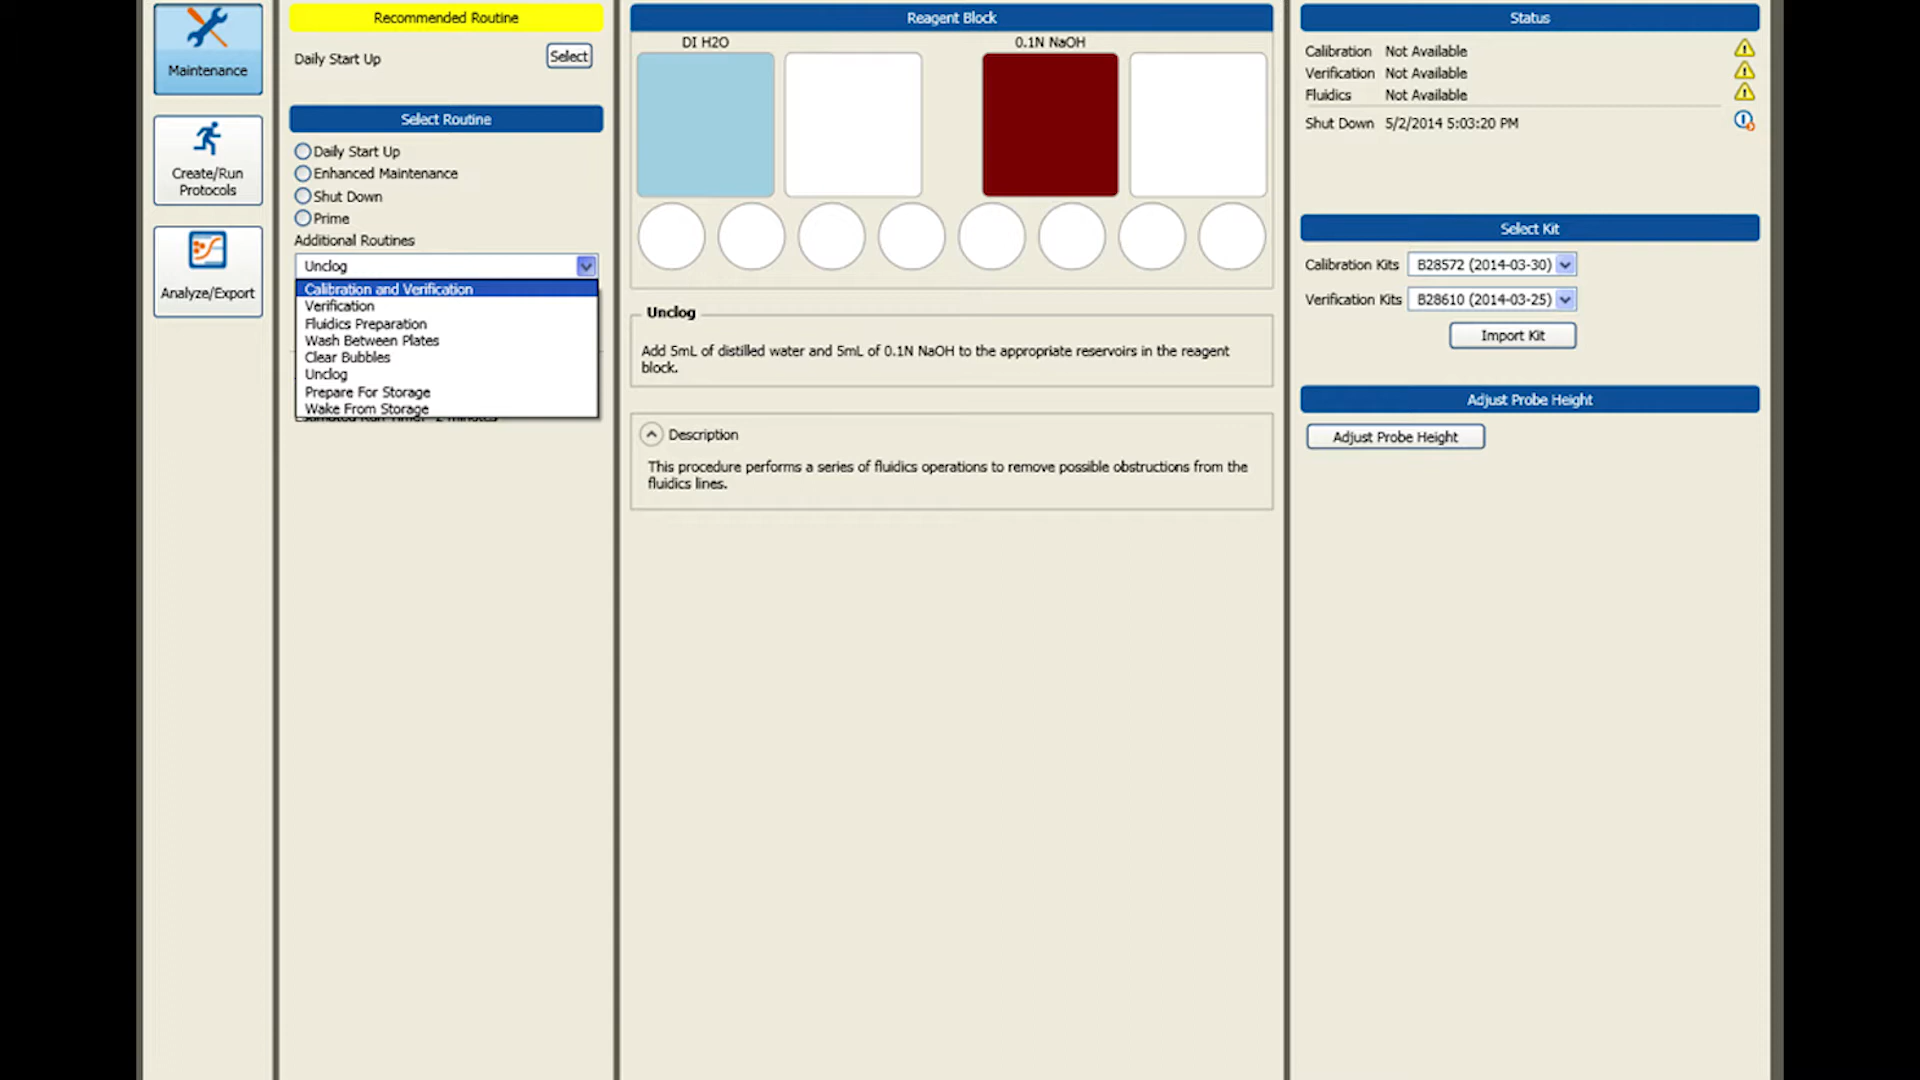 Maintenance
Create/Run
Protocols
Analyze/Export
Recommended Routine
Daily Start Up
Select
Select Routine
Daily Start Up
Enhanced Maintenance
Shut Down
Prime
Additional Routines
Unclog
Calibration and Verification
Verification
Fluidics Preparation
Wash Between Plates
Clear Bubbles
Unclog
Prepare For Storage
Wake From Storage
Estimated Run Time: ~2 minutes
Reagent Block
DI H2O
0.1N NaOH
Unclog
Add 5mL of distilled water and 5mL of 0.1N NaOH to the appropriate reservoirs in the reagent
block.
Description
This procedure performs a series of fluidics operations to remove possible obstructions from the
fluidics lines.
Status
Calibration Not Available
Verification Not Available
Fluidics Not Available
Shut Down 5/2/2014 5:03:20 PM
Select Kit
Calibration Kits B28572 (2014-03-30)
Verification Kits B28610 (2014-03-25)
Import Kit
Adjust Probe Height
Adjust Probe Height